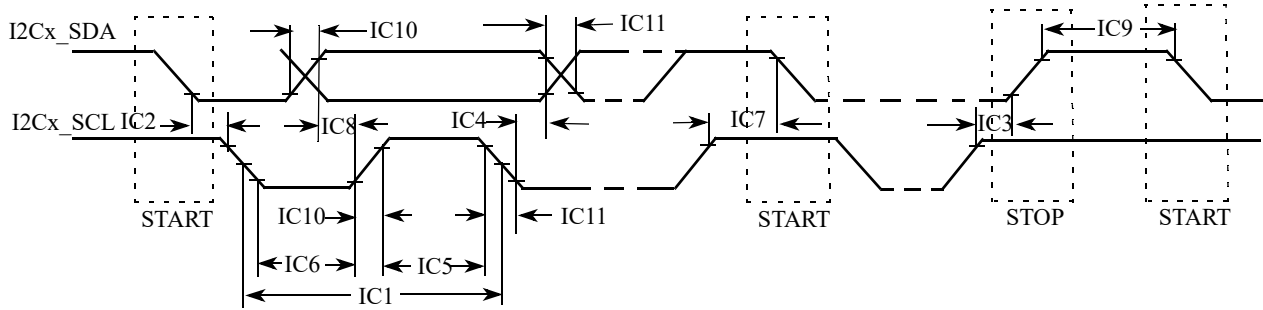 I2Cx_SDA
IC10
IC11
IC9
I2Cx_SCL
IC2
IC8
IC4
IC7
IC3
START
IC10
IC11
START
STOP
START
IC6
IC5
IC1